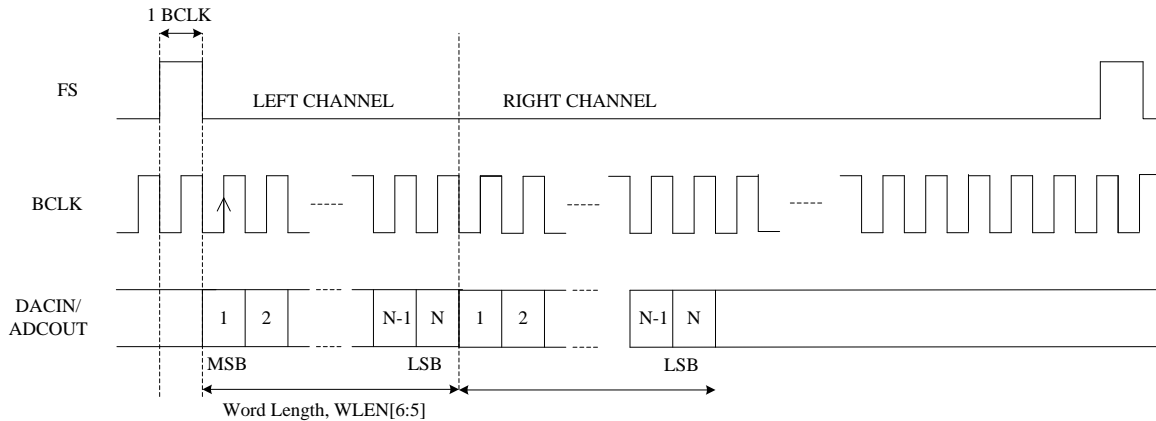 1 BCLK
FS
LEFT CHANNEL RIGHT CHANNEL
BCLK
DACIN/
ADCOUT
1 2 N-1 N 1 2 N-1 N
MSB LSB LSB
Word Length, WLEN[6:5]